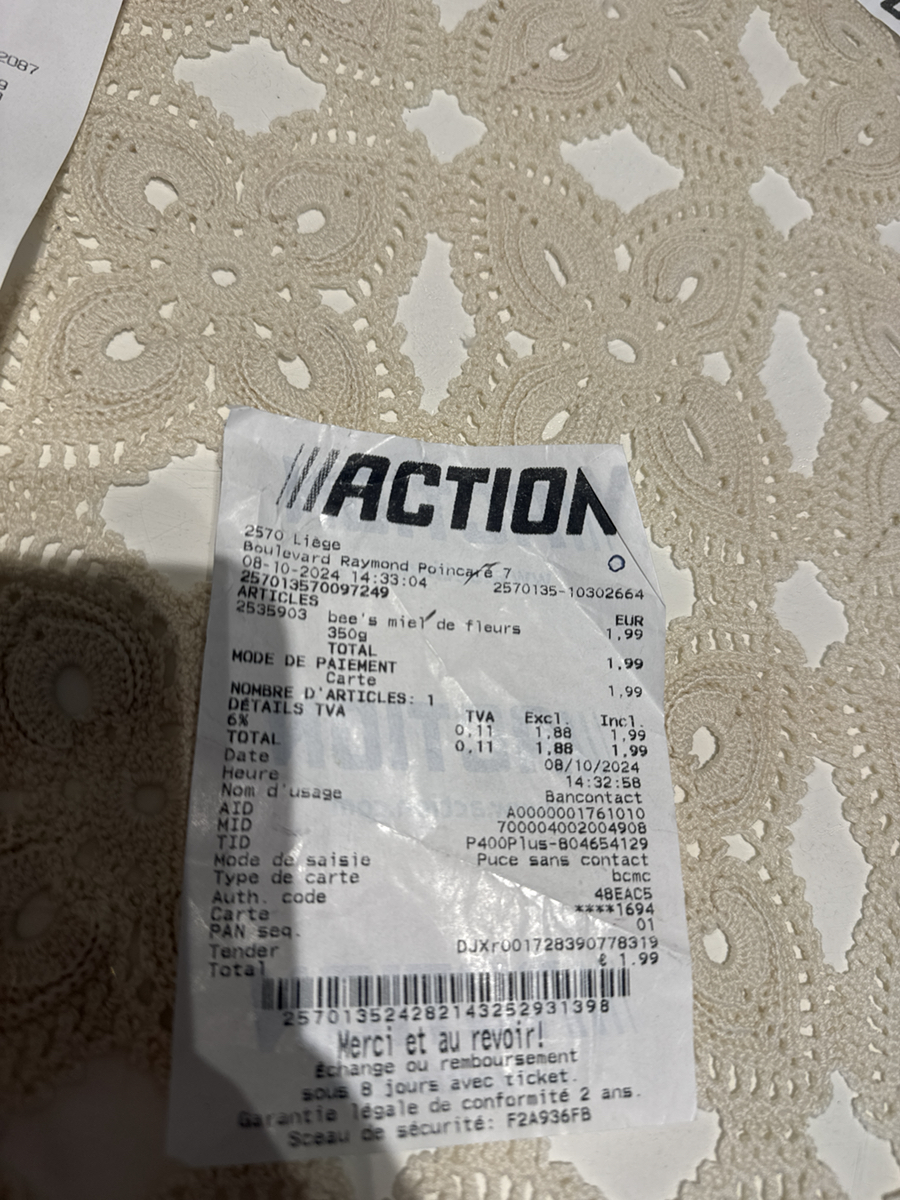 2087
ACTION
2570 Liège
Boulevard Raymond Poincaré 7
08-10-2024 14:33:04 2570135-10302664
257013570097249
ARTICLES EUR
2535903 bee's miel de fleurs 1,99
350g
TOTAL 1,99
MODE DE PAIEMENT
Carte 1,99
NOMBRE D'ARTICLES: 1
DÉTAILS TVA TVA Excl. Incl.
6% 0,11 1,88 1,99
TOTAL 0,11 1,88 1,99
Date 08/10/2024
Heure 14:32:58
Nom d'usage Bancontact
AID A0000001761010
MID 700004002004908
TID P400Plus-804654129
Mode de saisie Puce sans contact
Type de carte bcmc
Auth. code 48EAC5
Carte ****1694
PAN seq. 01
Tender DJXr001728390778319
Total € 1.99
257013524282143252931398
Merci et au revoir!
Échange ou remboursement
sous 8 jours avec ticket.
Garantie légale de conformité 2 ans.
Sceau de sécurité: F2A936FB